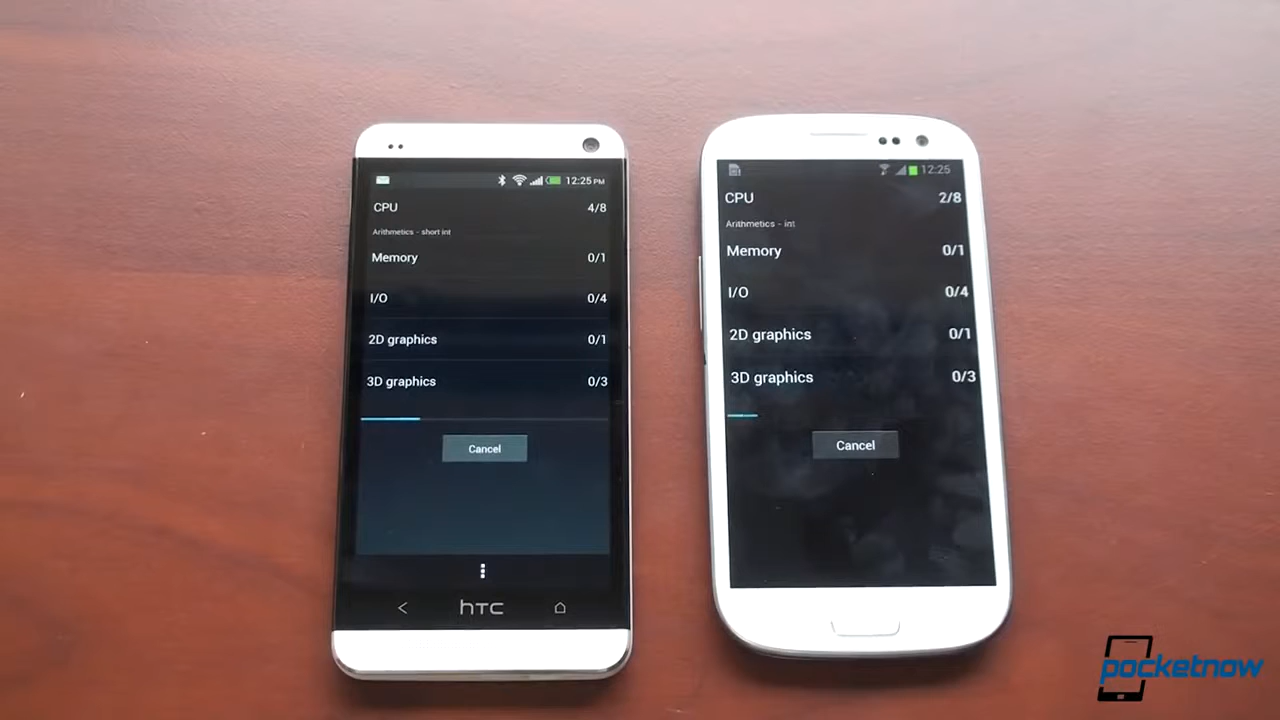 12:25 PM
CPU 4/8
Arithmetics - short int
Memory 0/1
I/O 0/4
2D graphics 0/1
3D graphics 0/3
Cancel
hTC
12:25
CPU 2/8
Arithmetics - int
Memory 0/1
I/O 0/4
2D graphics 0/1
3D graphics 0/3
Cancel
pocketnow